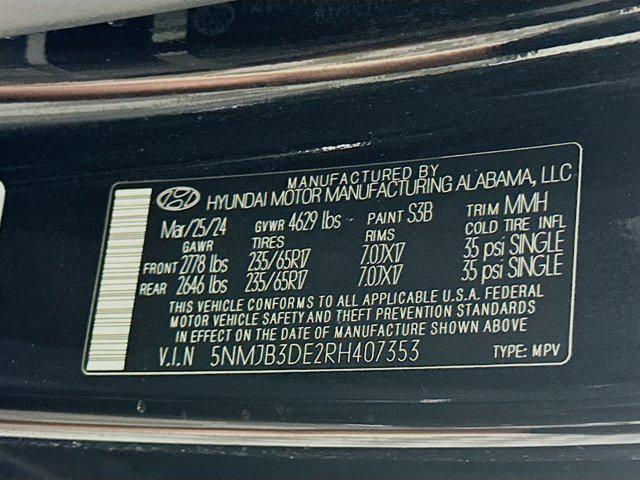 MANUFACTURED BY
HYUNDAI MOTOR MANUFACTURING ALABAMA, LLC
Mar/25/24 GVWR 4629 lbs PAINT S3B TRIM MMH
GAWR TIRES RIMS COLD TIRE INFL
FRONT 2778 lbs 235/65R17 7.0JX17 35 psi SINGLE
REAR 2646 lbs 235/65R17 7.0JX17 35 psi SINGLE
THIS VEHICLE CONFORMS TO ALL APPLICABLE U.S.A. FEDERAL
MOTOR VEHICLE SAFETY AND THEFT PREVENTION STANDARDS
IN EFFECT ON THE DATE OF MANUFACTURE SHOWN ABOVE
V.I.N 5NMJB3DE2RH407353 TYPE: MPV